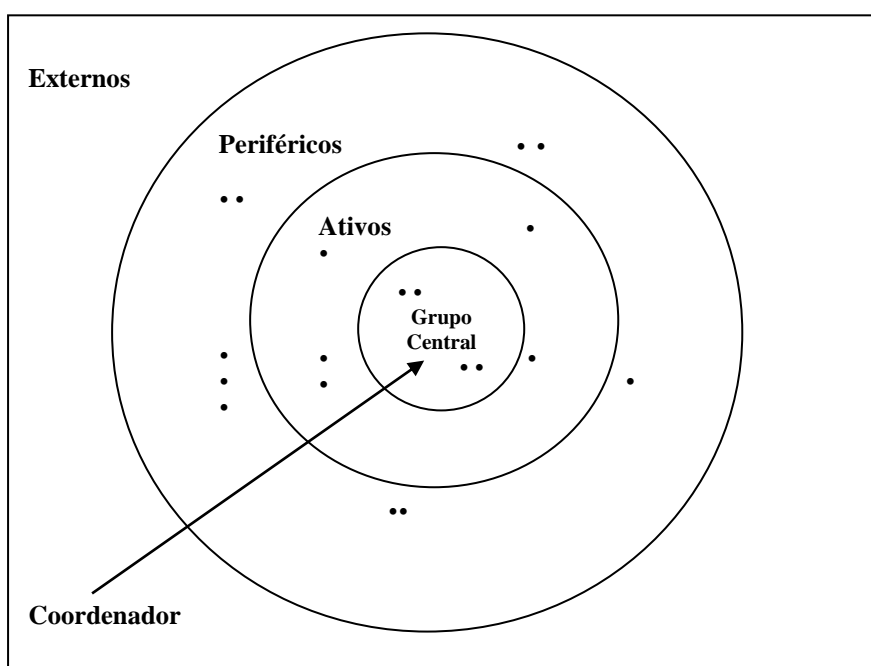 Externos
Periféricos
Ativos
Grupo
Central
Coordenador